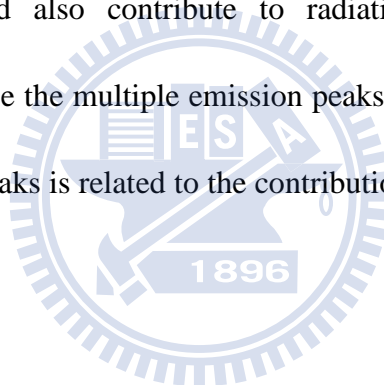 d also contribute to radiati
e the multiple emission peaks
E S A
aks is related to the contributio
1896